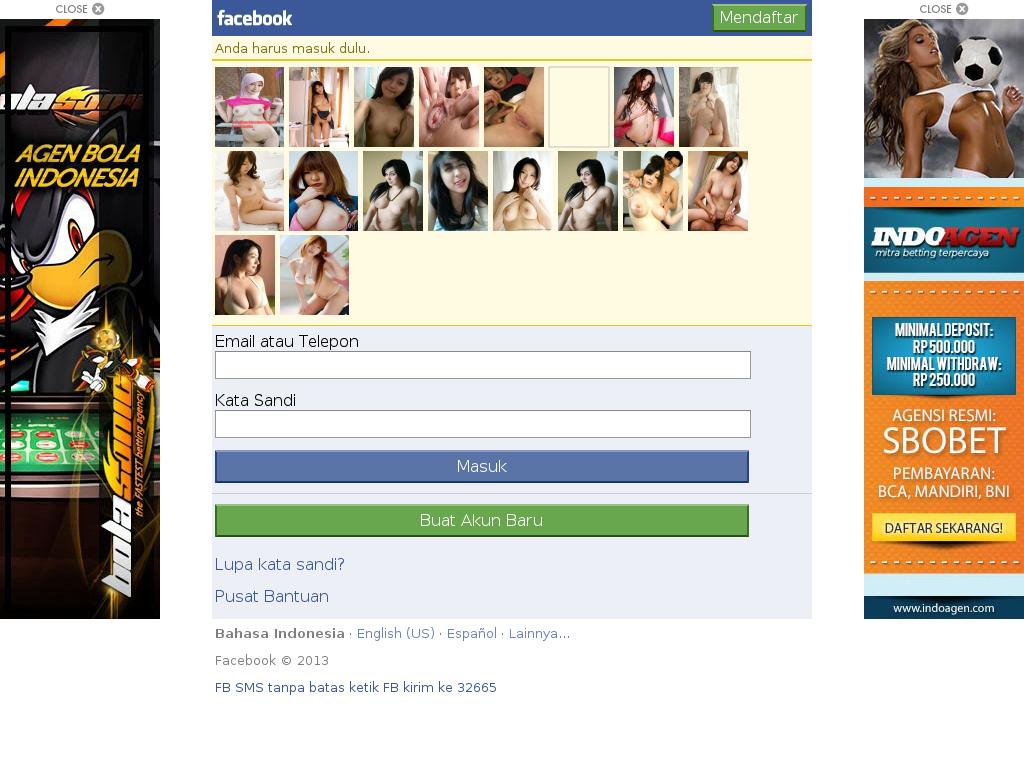 CLOSE
CLOSE
facebook
Mendaftar
Anda harus masuk dulu.
AGEN BOLA
INDONESIA
bolasonic
the FASTEST betting agency
Email atau Telepon
Kata Sandi
Masuk
Buat Akun Baru
Lupa kata sandi?
Pusat Bantuan
Bahasa Indonesia · English (US) · Español · Lainnya...
Facebook © 2013
FB SMS tanpa batas ketik FB kirim ke 32665
INDOAGEN
mitra betting terpercaya
MINIMAL DEPOSIT:
RP 500.000
MINIMAL WITHDRAW:
RP 250.000
AGENSI RESMI:
SBOBET
PEMBAYARAN:
BCA, MANDIRI, BNI
DAFTAR SEKARANG!
www.indoagen.com